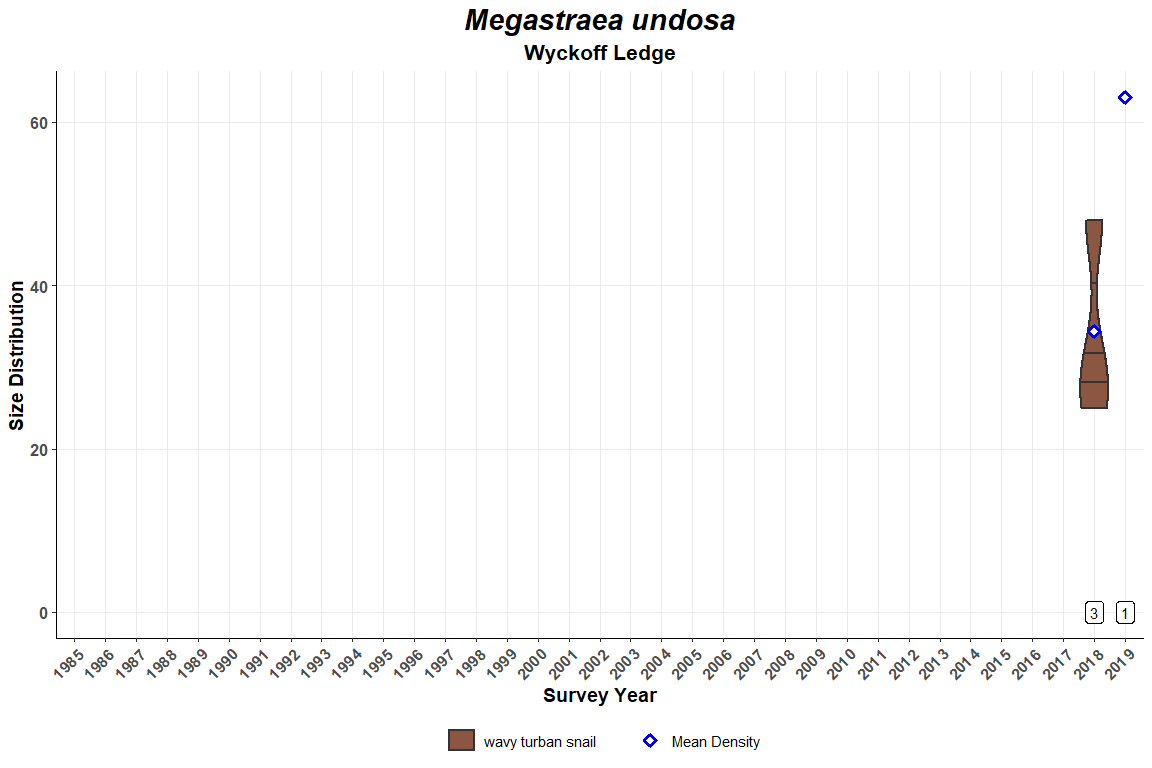 Megastraea undosa
Wyckoff Ledge
Size Distribution
60
40
20
0
3 1
1985 1986 1987 1988 1989 1990 1991 1992 1993 1994 1995 1996 1997 1998 1999 2000 2001 2002 2003 2004 2005 2006 2007 2008 2009 2010 2011 2012 2013 2014 2015 2016 2017 2018 2019
Survey Year
wavy turban snail Mean Density